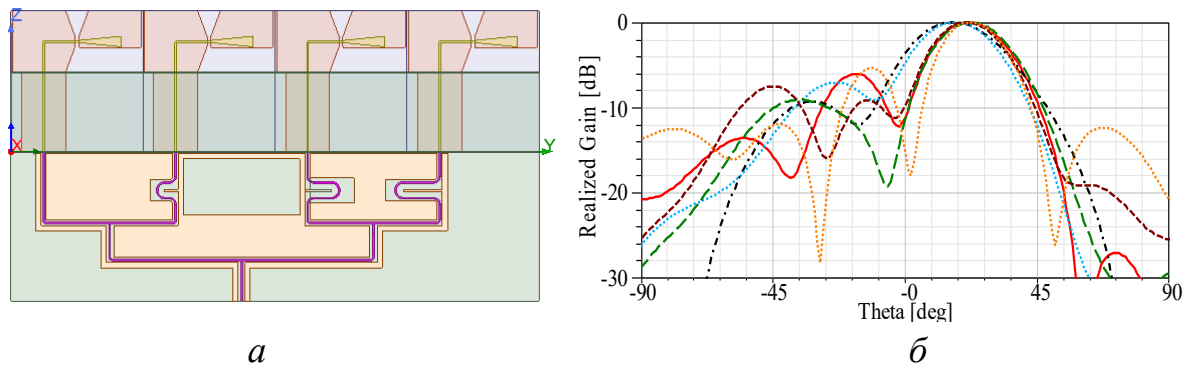 Z
X
Y
Realized Gain [dB]
0
-10
-20
-30
-90
-45
-0
45
90
Theta [deg]
а
б